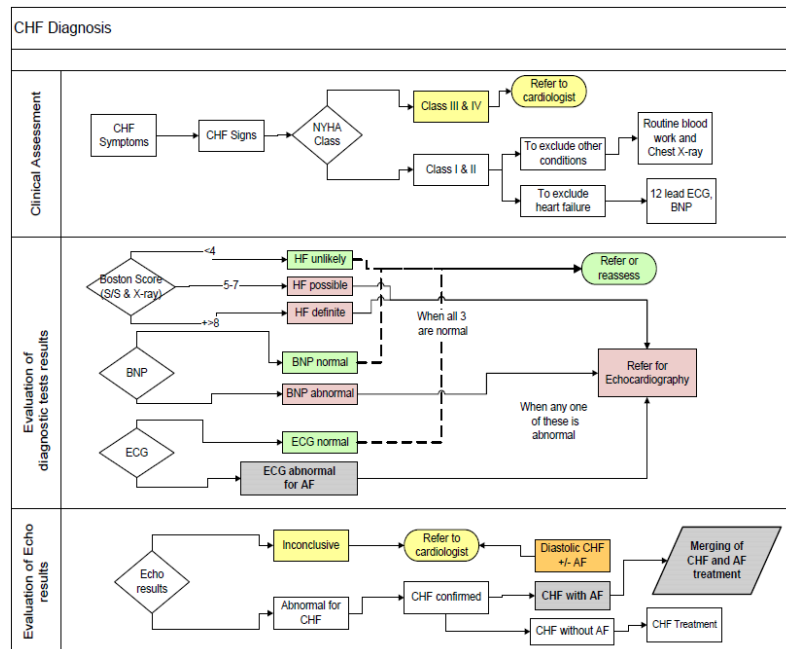 CHF Diagnosis
Clinical Assessment
CHF
Symptoms
CHF Signs
NYHA
Class
Class III & IV
Refer to
cardiologist
Class I & II
To exclude other
conditions
Routine blood
work and
Chest X-ray
To exclude
heart failure
12 lead ECG,
BNP
Evaluation of
diagnostic tests results
Boston Score
(S/S & X-ray)
<4
HF unlikely
Refer or
reassess
5-7
HF possible
+>8
HF definite
When all 3
are normal
BNP
BNP normal
BNP abnormal
Refer for
Echocardiography
When any one
of these is
abnormal
ECG
ECG normal
ECG abnormal
for AF
Evaluation of Echo
results
Echo
results
Inconclusive
Refer to
cardiologist
Diastolic CHF
+/- AF
Merging of
CHF and AF
treatment
Abnormal for
CHF
CHF confirmed
CHF with AF
CHF without AF
CHF Treatment